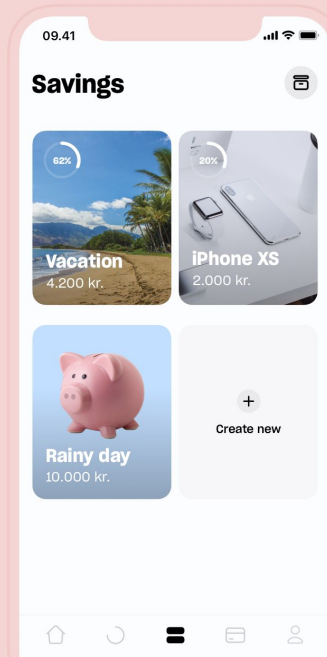 09.41
Savings
62%
Vacation
4.200 kr.
20%
iPhone XS
2.000 kr.
Rainy day
10.000 kr.
Create new